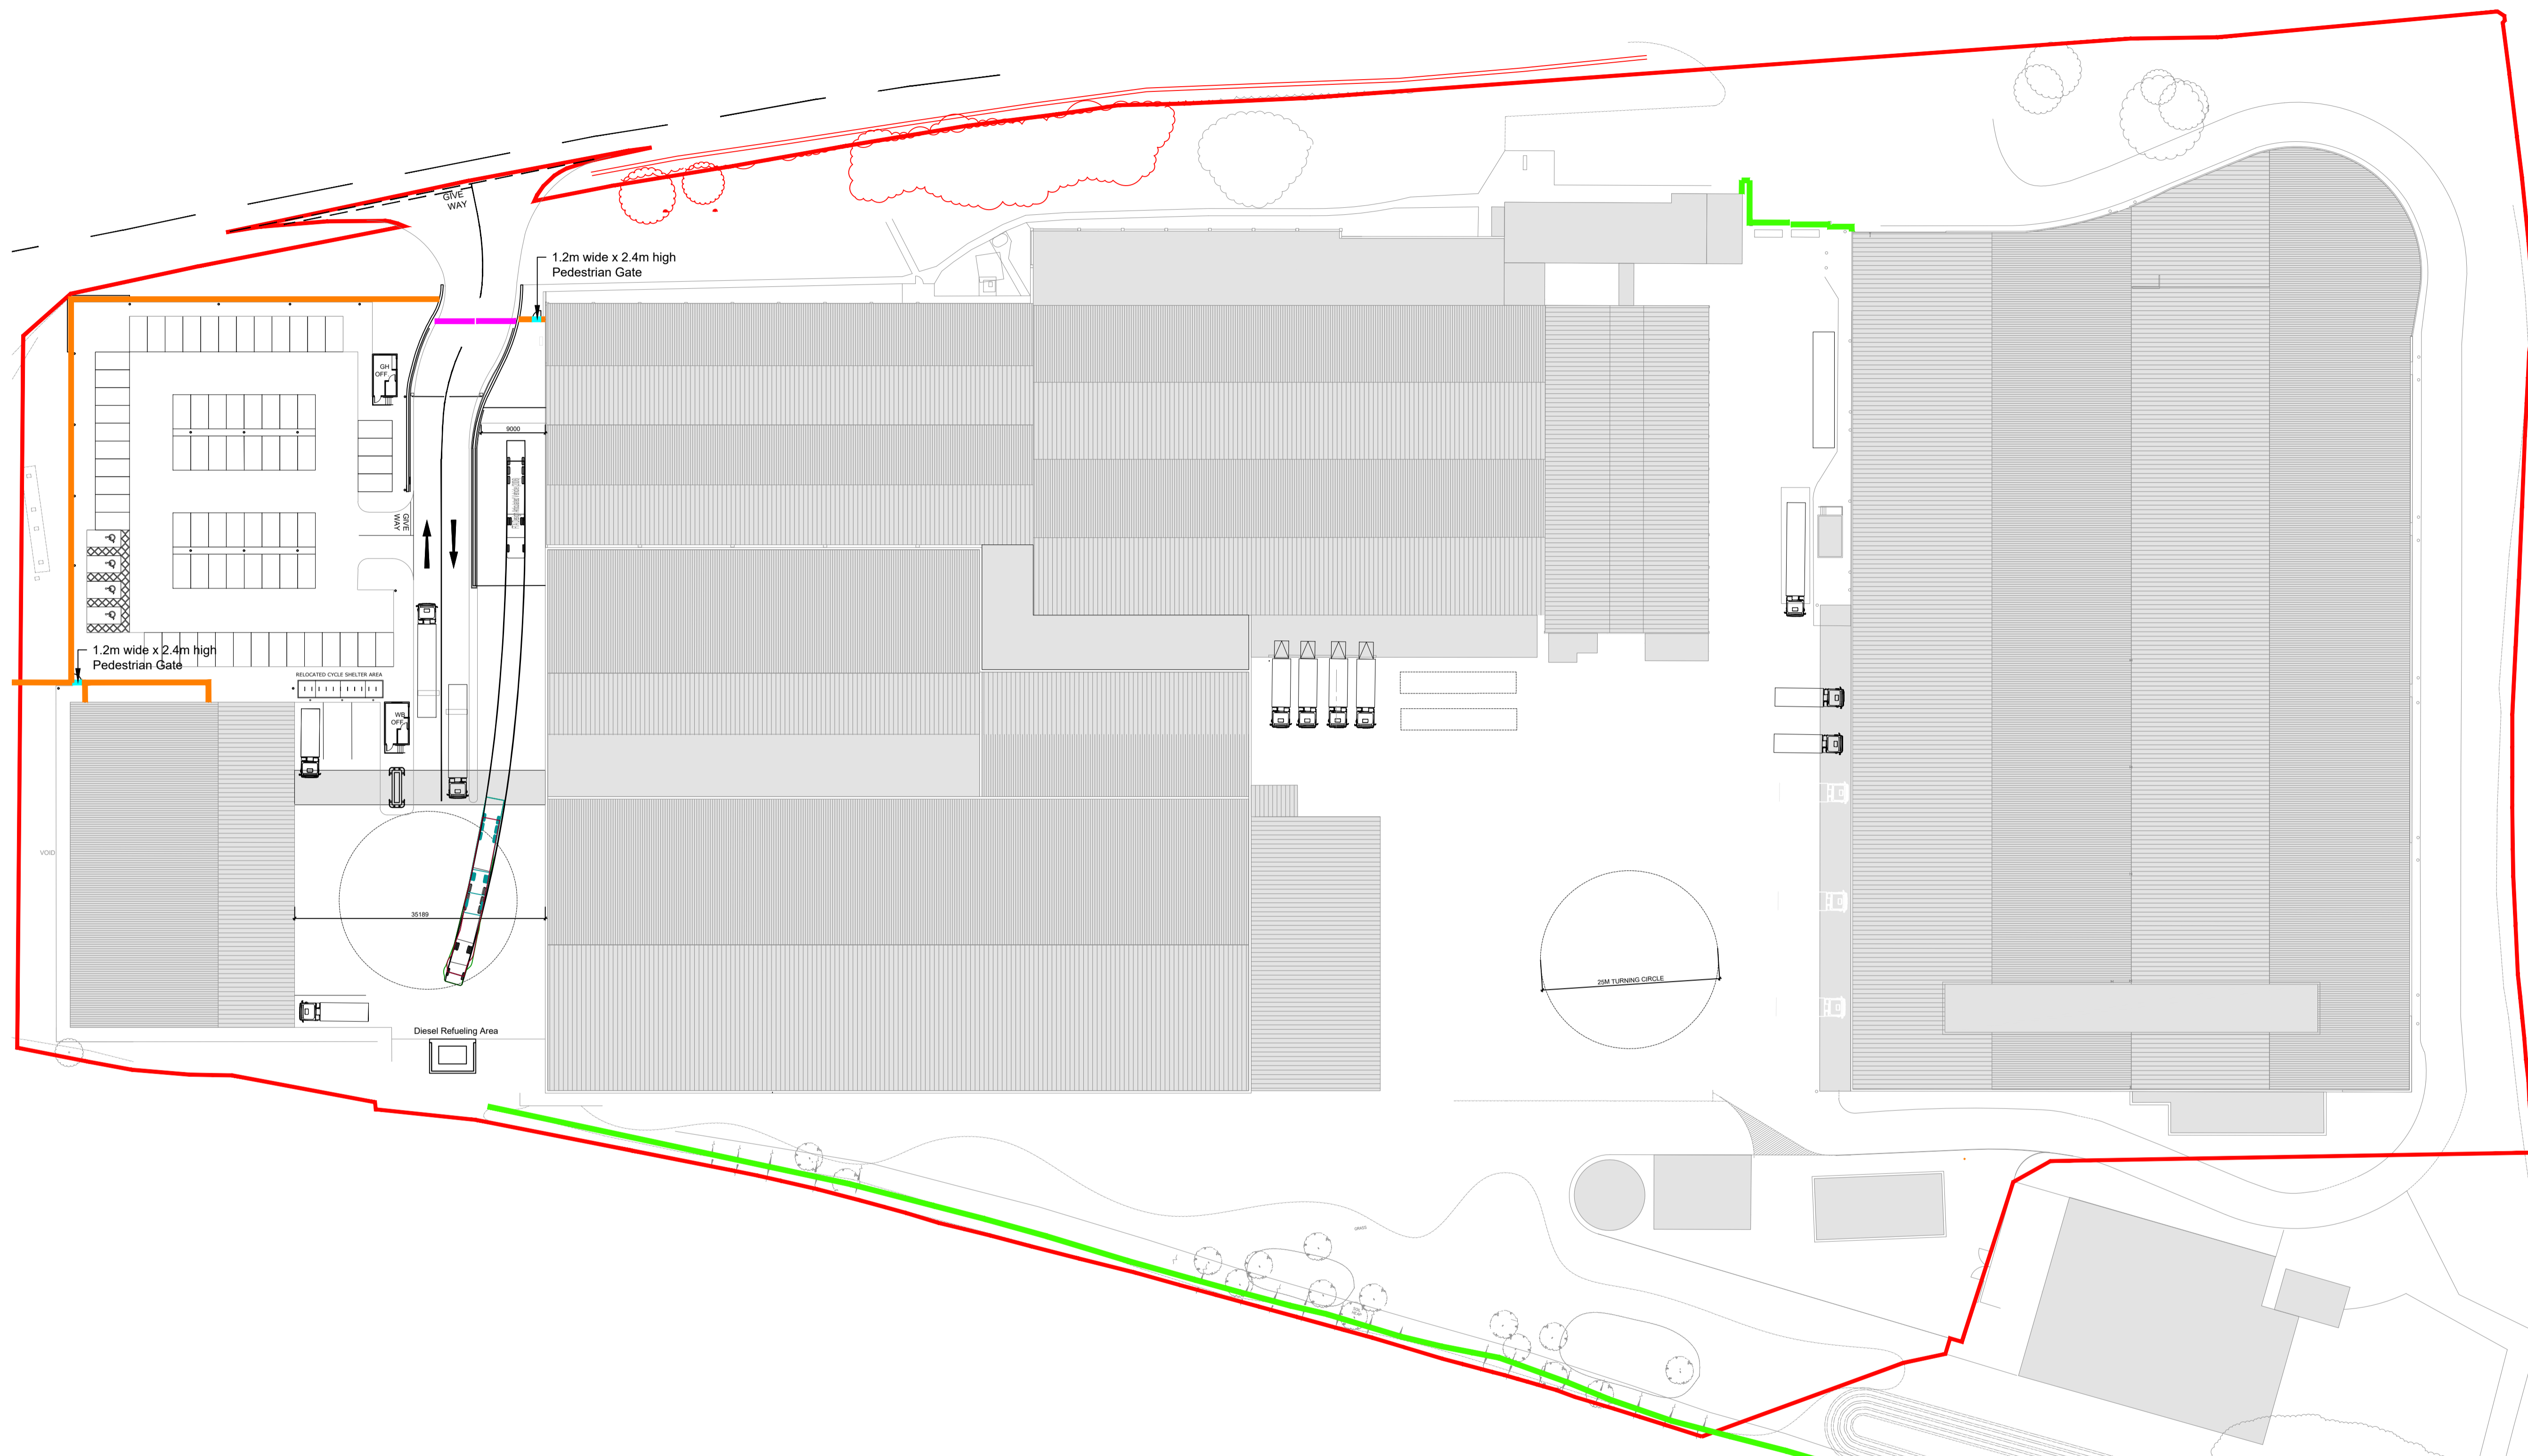 GIVE
WAY
1.2m wide x 2.4m high
Pedestrian Gate
GH
OFF.
9000
GIVE
WAY
1.2m wide x 2.4m high
Pedestrian Gate
RELOCATED CYCLE SHELTER AREA
WB
OFF.
VOID
35189
25M TURNING CIRCLE
Diesel Refueling Area
GRASS